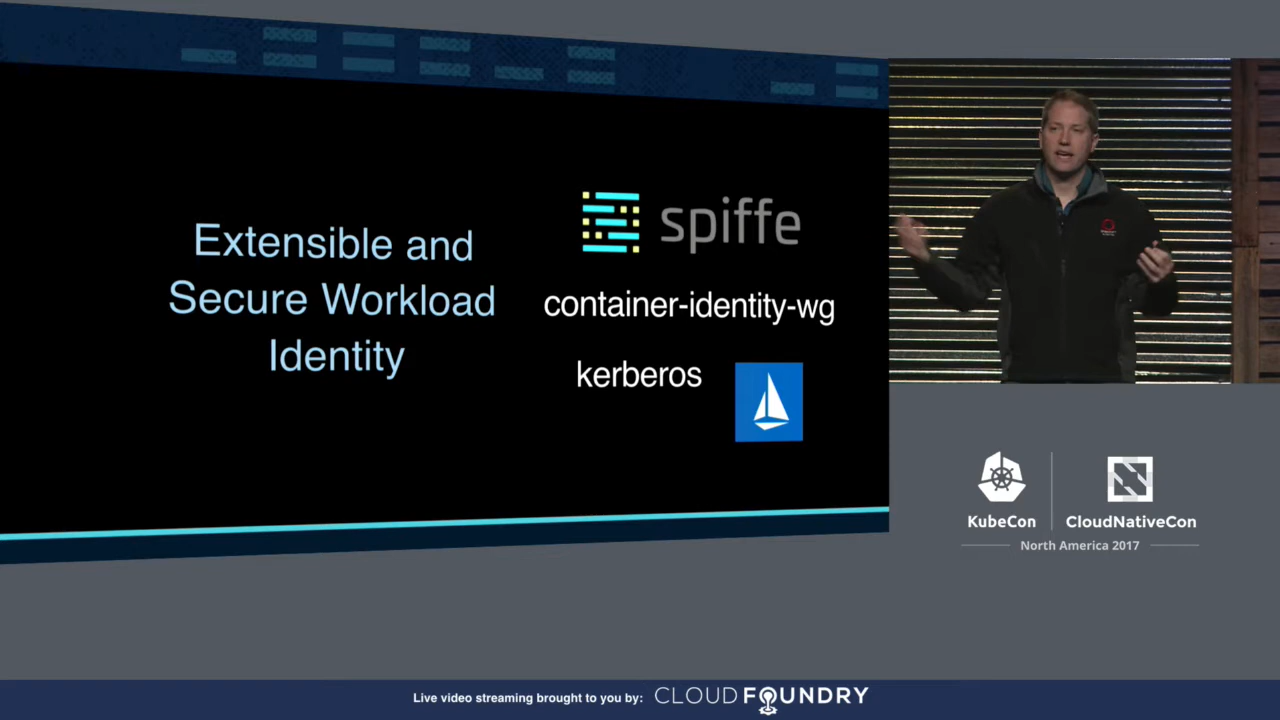 Extensible and
Secure Workload
Identity
spiffe
container-identity-wg
kerberos
KubeCon
CloudNativeCon
North America 2017
Live video streaming brought to you by:
CLOUD FOUNDRY